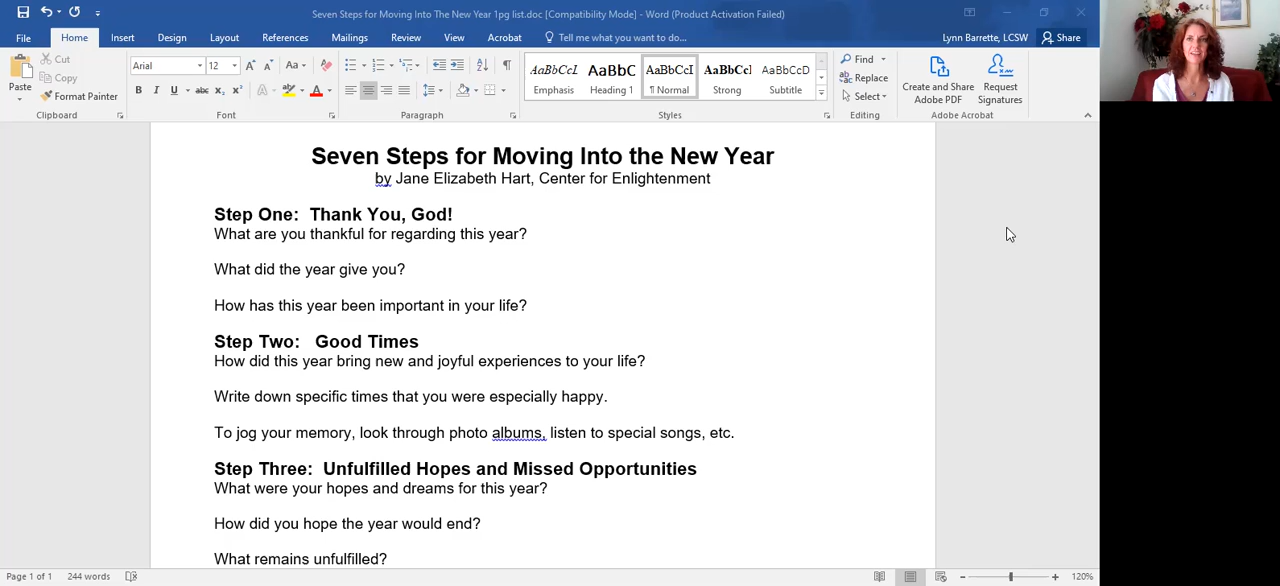 Seven Steps for Moving Into The New Year 1pg list.doc [Compatibility Mode] - Word (Product Activation Failed)
File Home Insert Design Layout References Mailings Review View Acrobat Tell me what you want to do... Lynn Barrette, LCSW Share
Paste
Cut
Copy
Format Painter
Clipboard
Arial 12
Font
Paragraph
AaBbCcI AaBbC AaBbCcI AaBbCcI AaBbCcD
Emphasis Heading 1 ¶ Normal Strong Subtitle
Styles
Find
Replace
Select
Editing
Create and Share
Adobe PDF
Request
Signatures
Adobe Acrobat
Seven Steps for Moving Into the New Year
by Jane Elizabeth Hart, Center for Enlightenment
Step One: Thank You, God!
What are you thankful for regarding this year?
What did the year give you?
How has this year been important in your life?
Step Two: Good Times
How did this year bring new and joyful experiences to your life?
Write down specific times that you were especially happy.
To jog your memory, look through photo albums, listen to special songs, etc.
Step Three: Unfulfilled Hopes and Missed Opportunities
What were your hopes and dreams for this year?
How did you hope the year would end?
What remains unfulfilled?
Page 1 of 1 244 words 120%